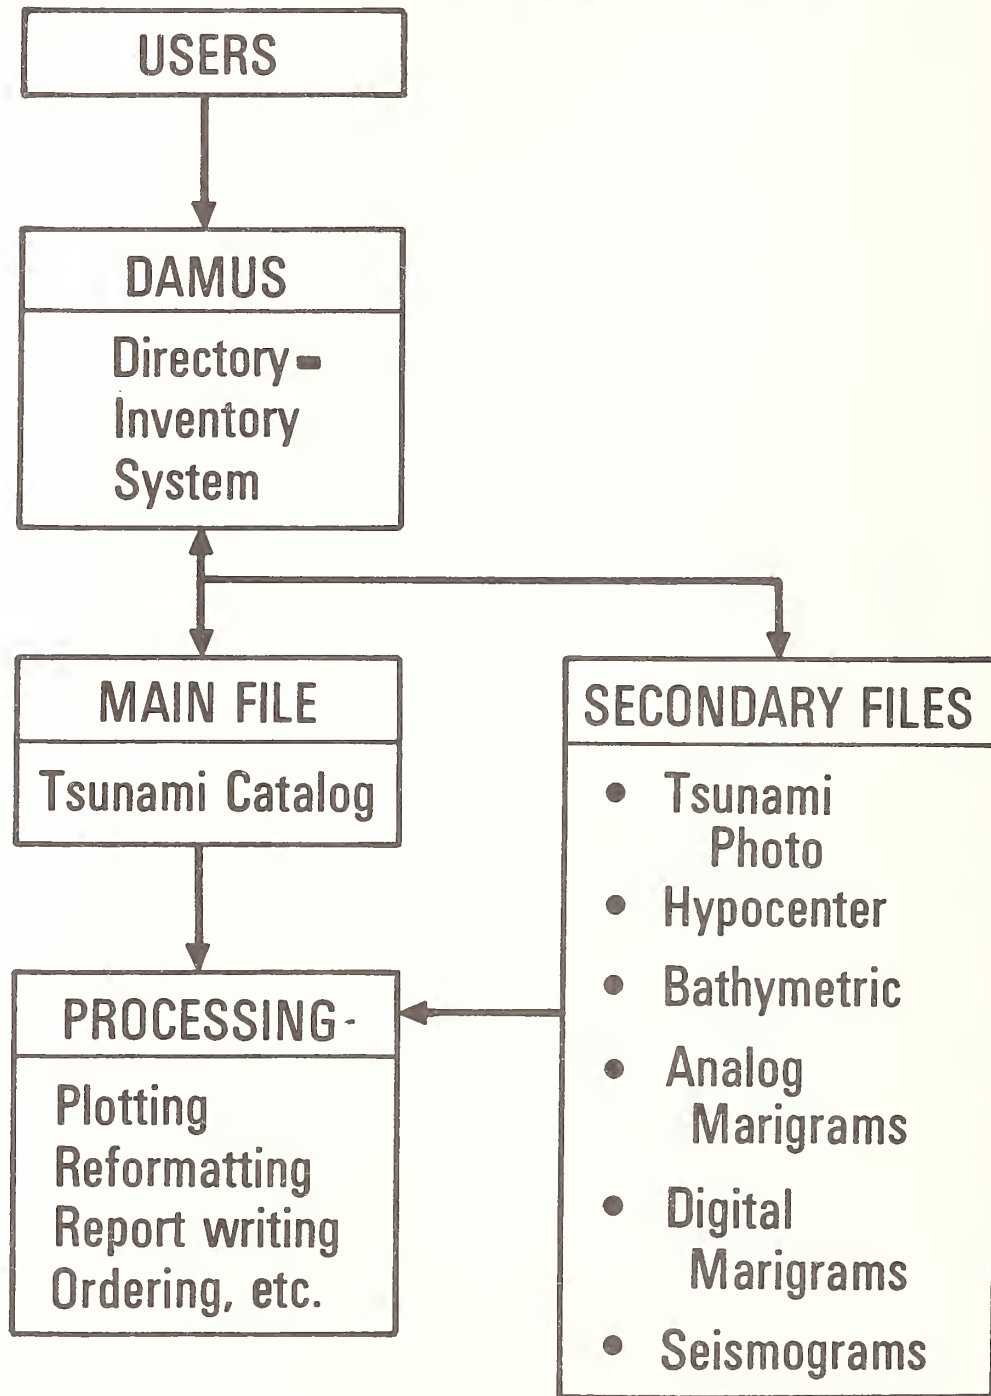 USERS
DAMUS
Directory-
Inventory
System
MAIN FILE
Tsunami Catalog
PROCESSING-
Plotting
Reformatting
Report writing
Ordering, etc.
SECONDARY FILES
• Tsunami
Photo
• Hypocenter
• Bathymetric
• Analog
Marigrams
• Digital
Marigrams
• Seismograms